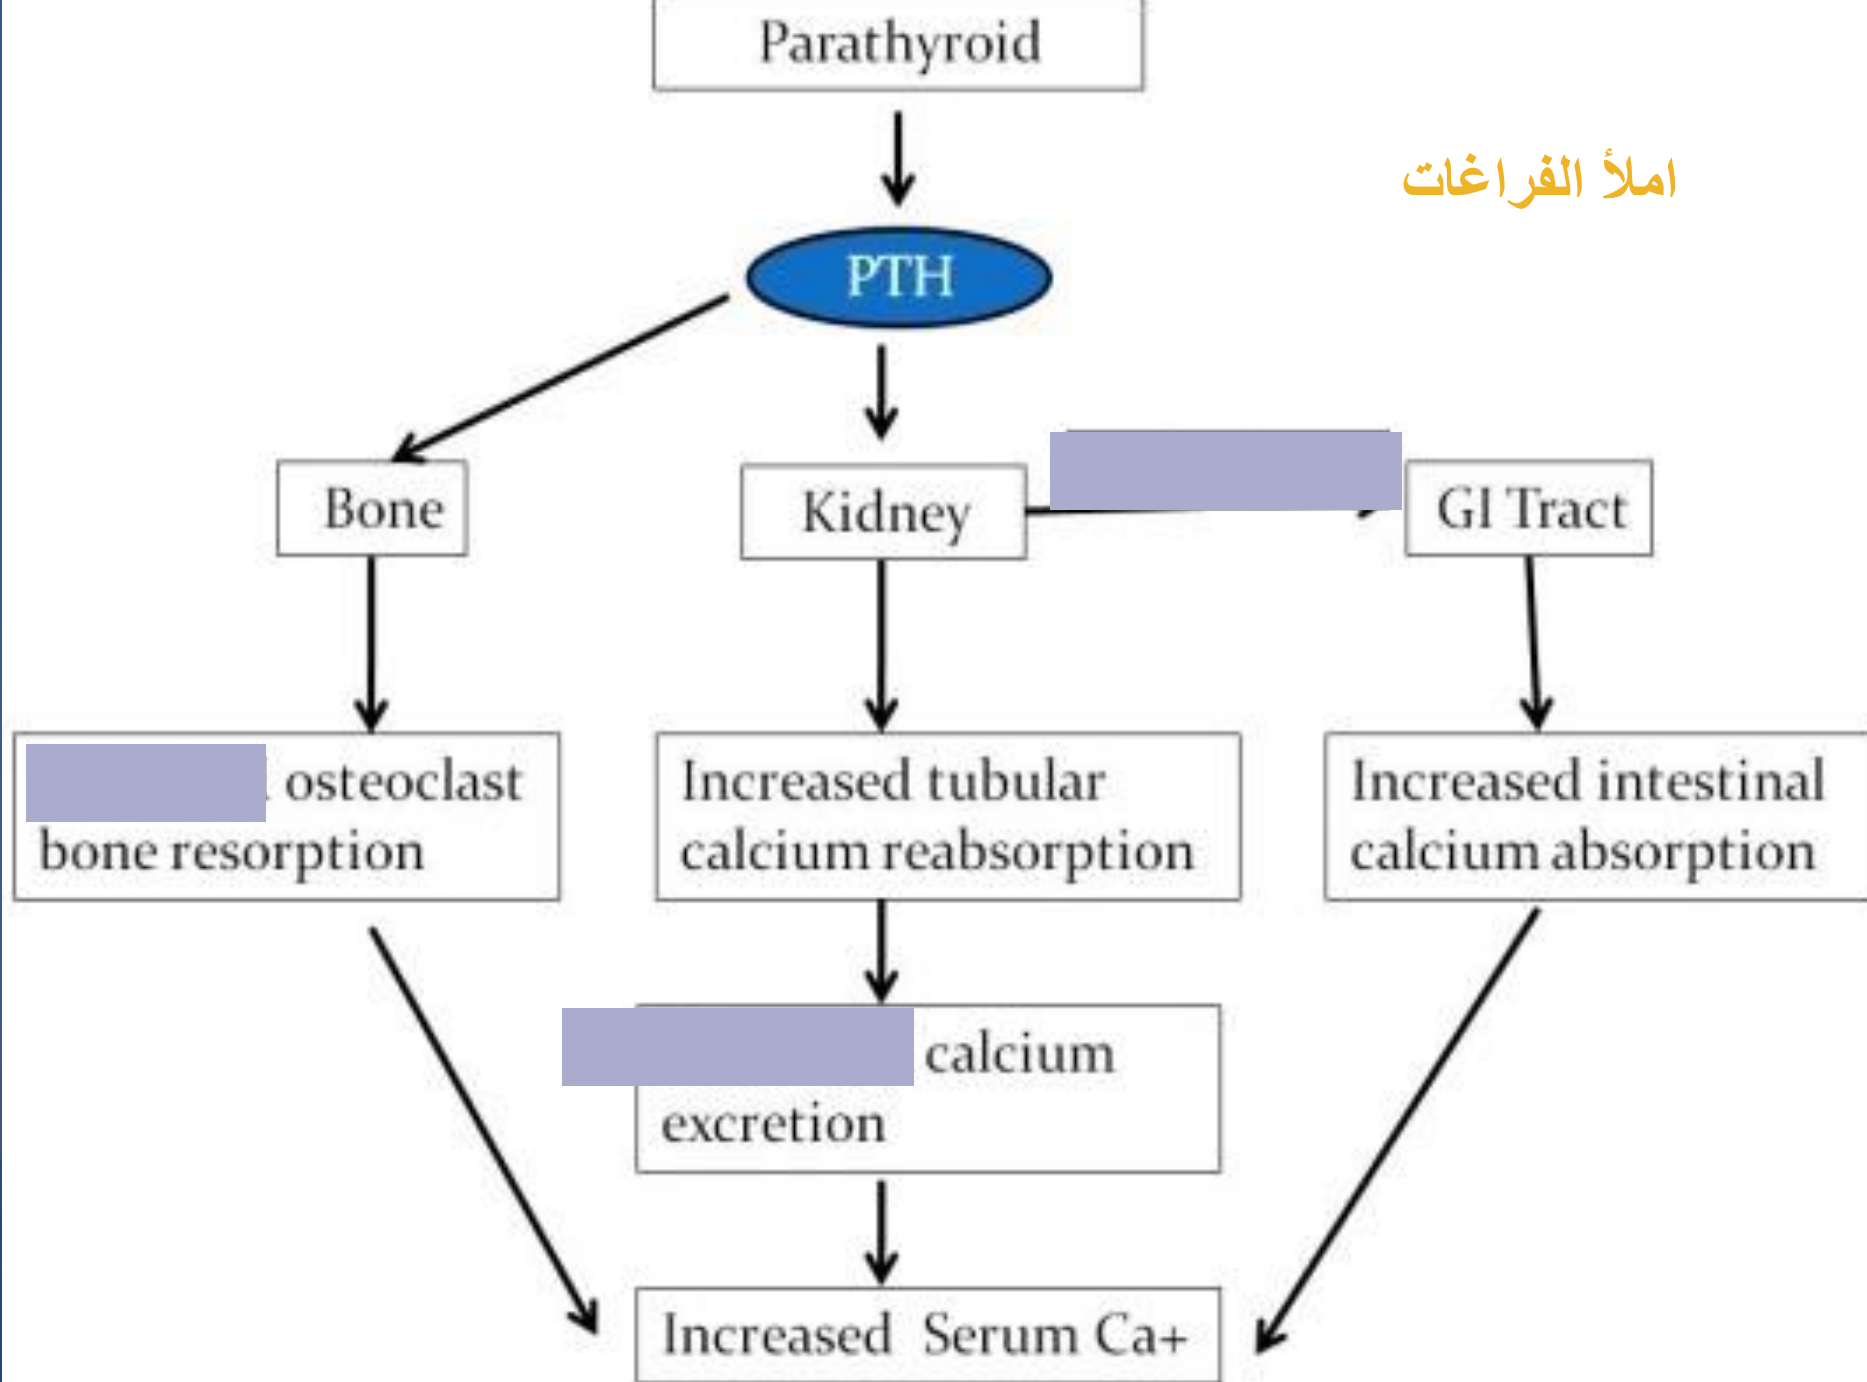 Parathyroid
املأ الفراغات
PTH
Bone
Kidney
GI Tract
osteoclast
bone resorption
Increased tubular
calcium reabsorption
Increased intestinal
calcium absorption
calcium
excretion
Increased Serum Ca+